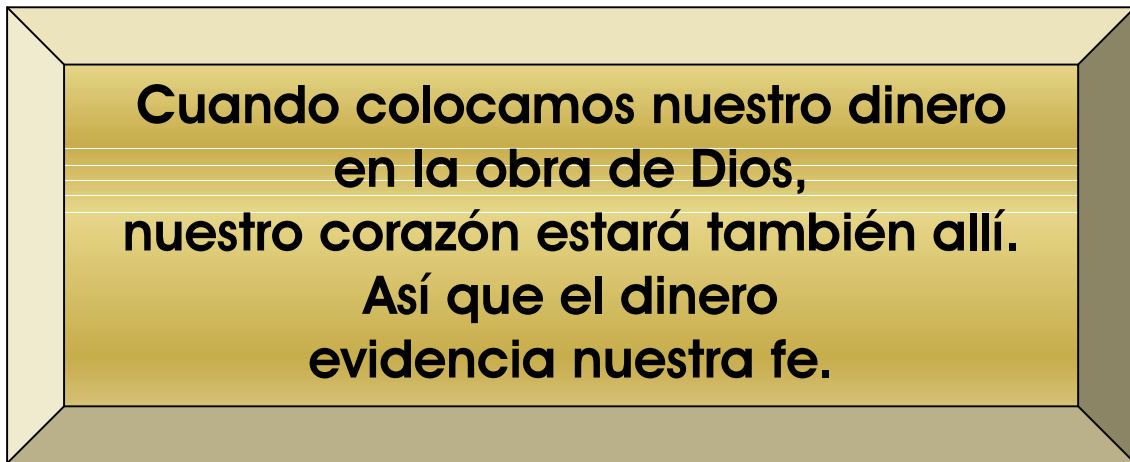 Cuando colocamos nuestro dinero
en la obra de Dios,
nuestro corazón estará también allí.
Así que el dinero
evidencia nuestra fe.